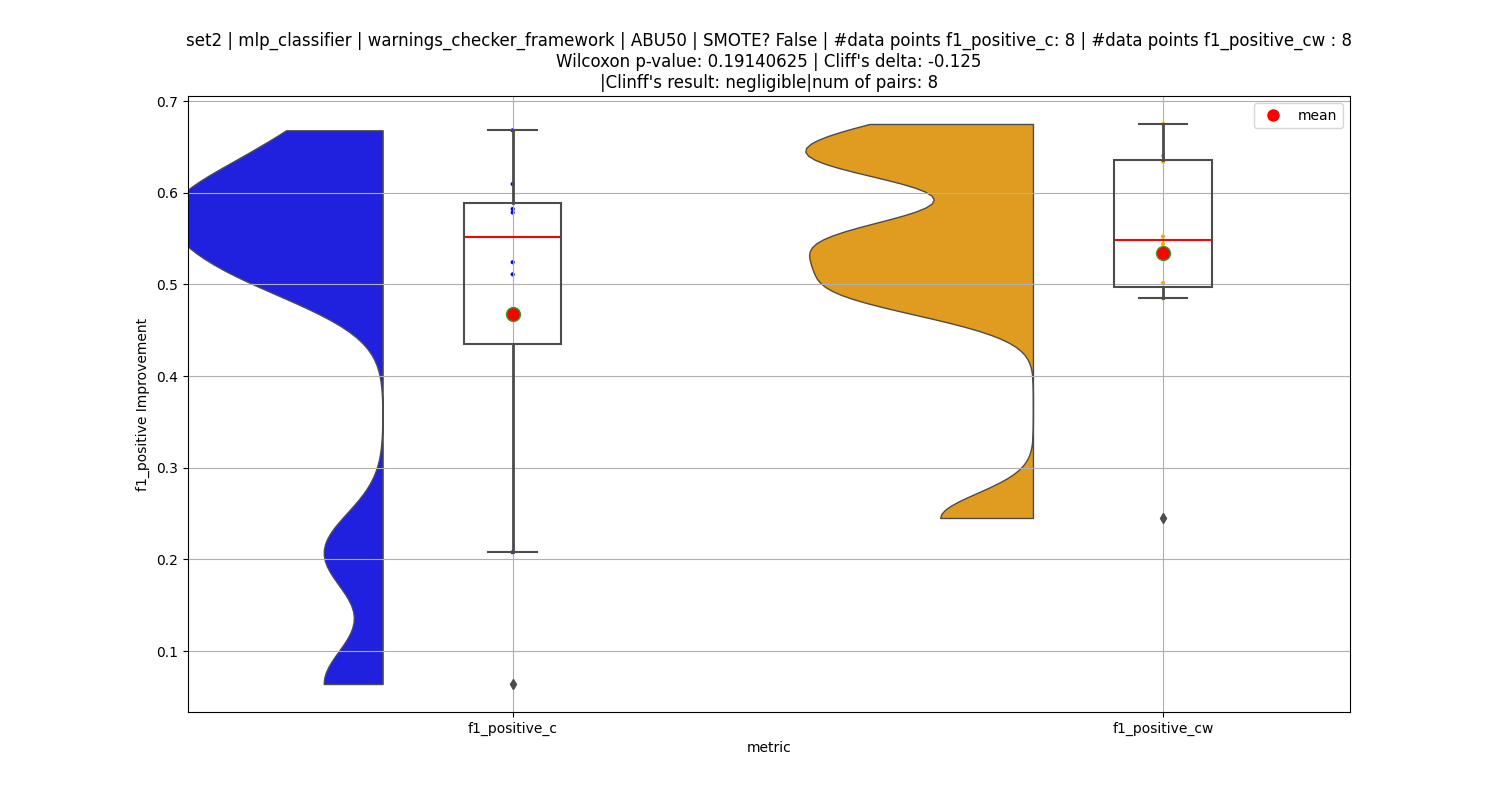 set2 | mlp_classifier | warnings_checker_framework | ABU50 | SMOTE? False | #data points f1_positive_c: 8 | #data points f1_positive_cw : 8
Wilcoxon p-value: 0.19140625 | Cliff's delta: -0.125
|Clinff's result: negligible|num of pairs: 8
mean
0.7
0.6
0.5
0.4
0.3
0.2
0.1
f1_positive Improvement
f1_positive_c
f1_positive_cw
metric